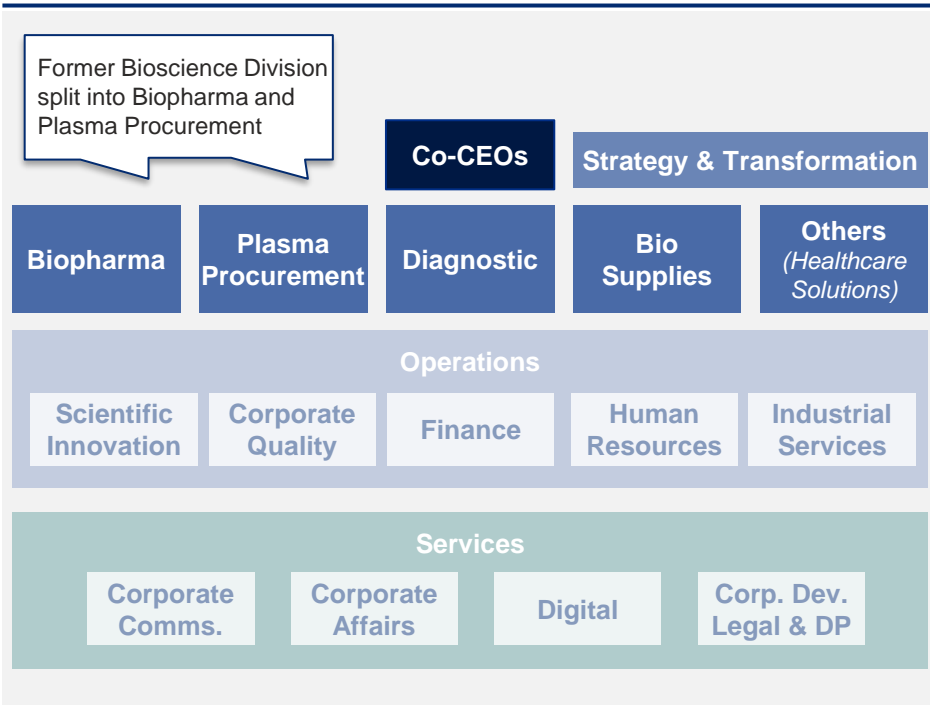 Former Bioscience Division
split into Biopharma and
Plasma Procurement
Co-CEOs
Strategy & Transformation
Biopharma
Plasma
Procurement
Diagnostic
Bio
Supplies
Others
(Healthcare
Solutions)
Operations
Scientific
Innovation
Corporate
Quality
Finance
Human
Resources
Industrial
Services
Services
Corporate
Comms.
Corporate
Affairs
Digital
Corp. Dev.
Legal & DP